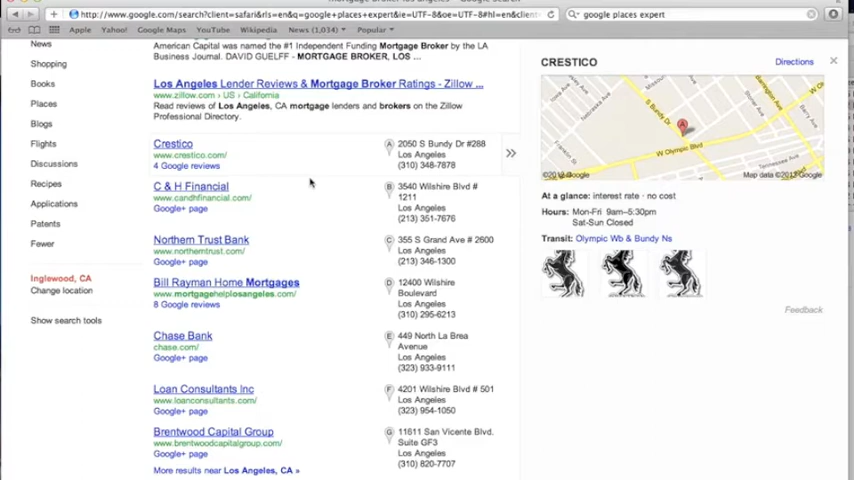 http://www.google.com/search?client=safari&rls=en&q=google+places+expert&ie=UTF-8&oe=UTF-8#hl=en&client
google places expert
Apple Yahoo! Google Maps YouTube Wikipedia News (1,034) Popular
News
Shopping
Books
Places
Blogs
Flights
Discussions
Recipes
Applications
Patents
Fewer
Inglewood, CA
Change location
Show search tools
American Capital was named the #1 Independent Funding Mortgage Broker by the LA
Business Journal. DAVID GUELFF - MORTGAGE BROKER, LOS ...
Los Angeles Lender Reviews & Mortgage Broker Ratings - Zillow ...
www.zillow.com › US › California
Read reviews of Los Angeles, CA mortgage lenders and brokers on the Zillow
Professional Directory.
Crestico
www.crestico.com/
4 Google reviews
A 2050 S Bundy Dr #288
Los Angeles
(310) 348-7878
C & H Financial
www.candhfinancial.com/
Google+ page
B 3540 Wilshire Blvd #
1211
Los Angeles
(213) 351-7676
Northern Trust Bank
www.northerntrust.com/
Google+ page
C 355 S Grand Ave # 2600
Los Angeles
(213) 346-1300
Bill Rayman Home Mortgages
www.mortgagehelplosangeles.com/
8 Google reviews
D 12400 Wilshire
Boulevard
Los Angeles
(310) 295-6213
Chase Bank
chase.com/
Google+ page
E 449 North La Brea
Avenue
Los Angeles
(323) 933-9111
Loan Consultants Inc
www.loanconsultants.com/
Google+ page
F 4201 Wilshire Blvd # 501
Los Angeles
(323) 954-1050
Brentwood Capital Group
www.brentwoodcapitalgroup.com/
Google+ page
G 11611 San Vicente Blvd.
Suite GF3
Los Angeles
(310) 820-7707
More results near Los Angeles, CA »
CRESTICO
Directions
S Bundy Dr
W Olympic Blvd
Map data ©2012 Google
At a glance: interest rate · no cost
Hours: Mon-Fri 9am–5:30pm
Sat-Sun Closed
Transit: Olympic Wb & Bundy Ns
Feedback